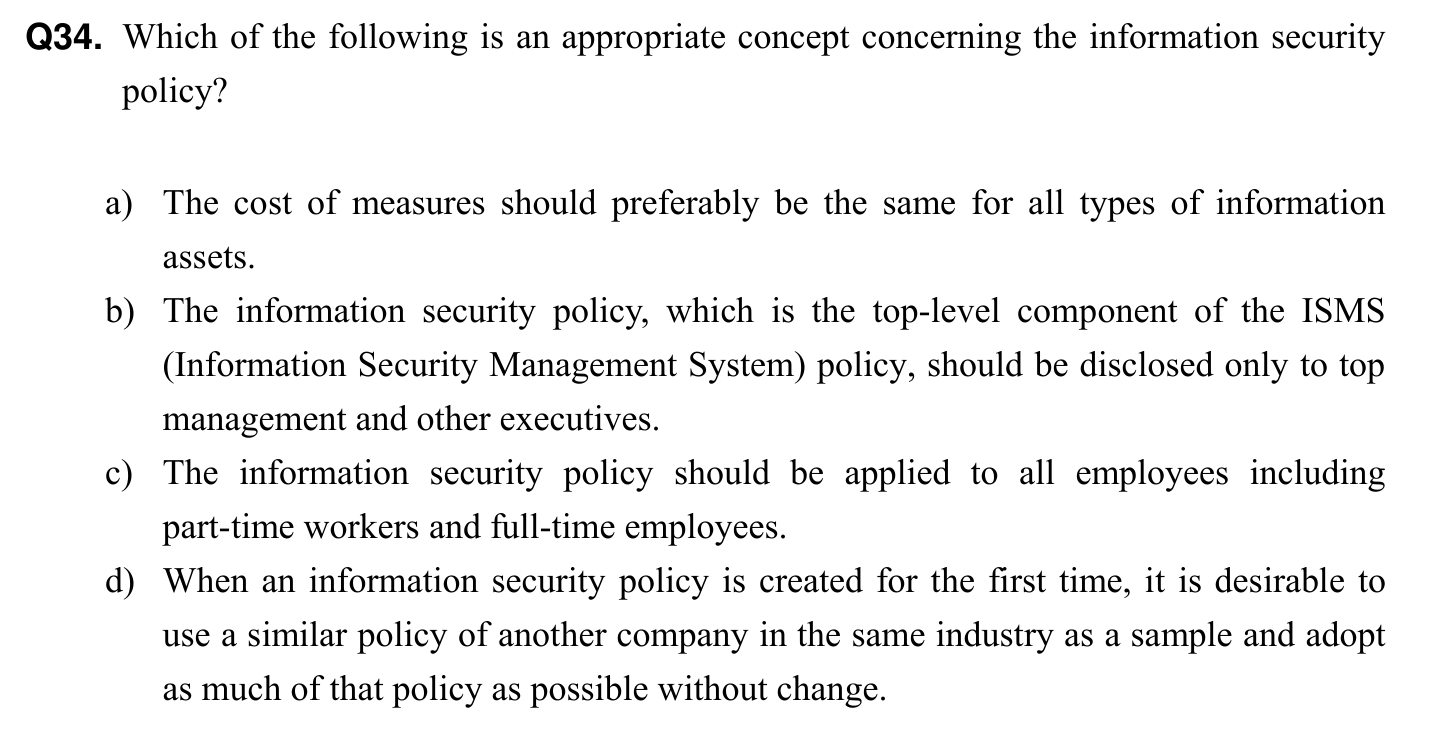 Q34. Which of the following is an appropriate concept concerning the information security
policy?
a) The cost of measures should preferably be the same for all types of information
assets.
b) The information security policy, which is the top-level component of the ISMS
(Information Security Management System) policy, should be disclosed only to top
management and other executives.
c) The information security policy should be applied to all employees including
part-time workers and full-time employees.
d) When an information security policy is created for the first time, it is desirable to
use a similar policy of another company in the same industry as a sample and adopt
as much of that policy as possible without change.